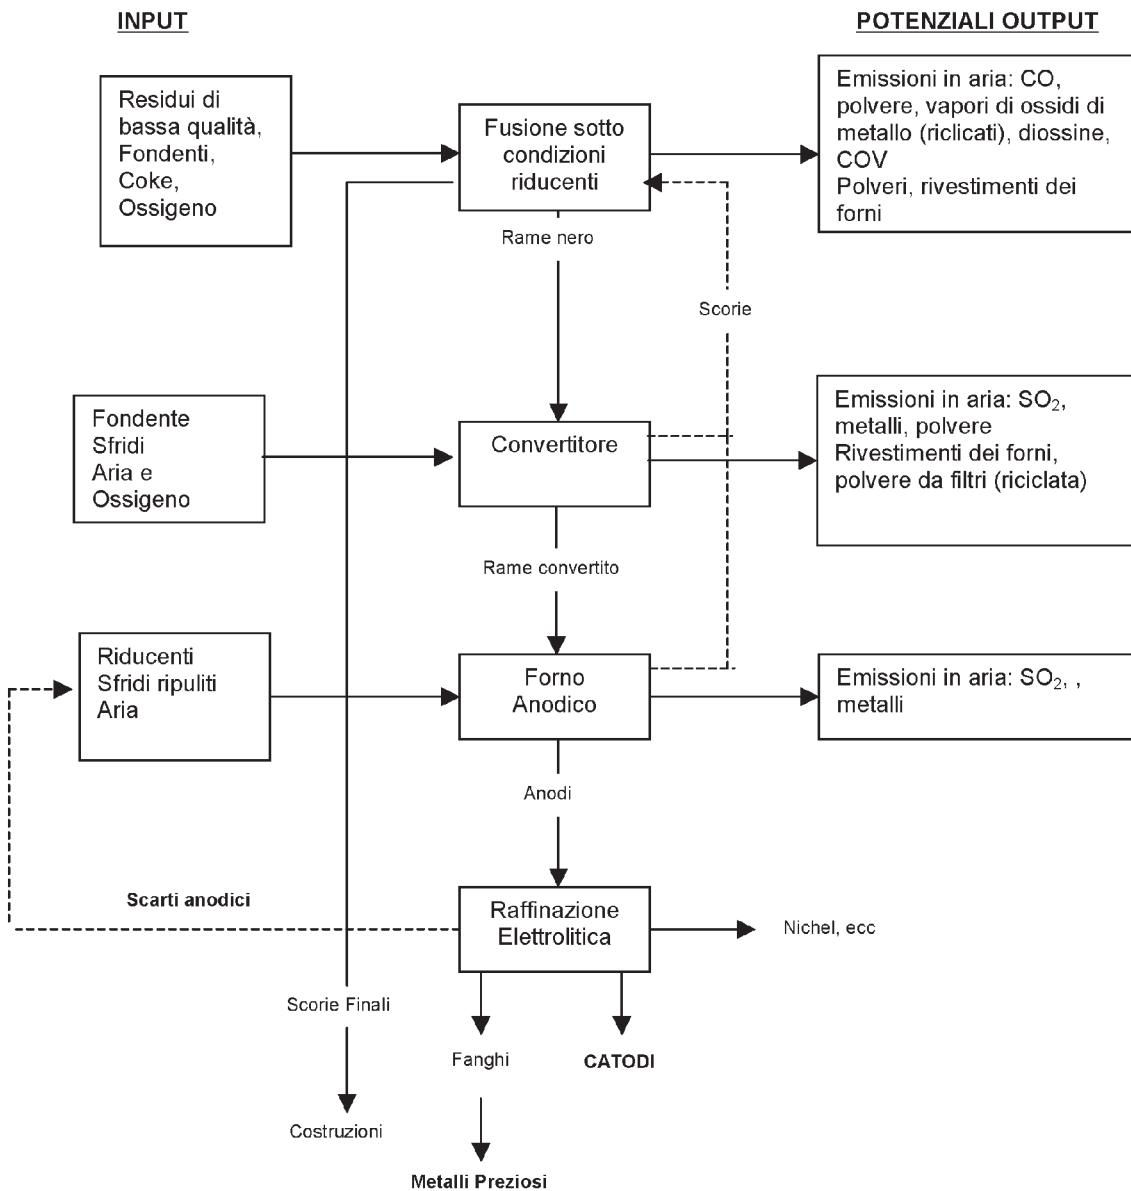 INPUT
POTENZIALI OUTPUT
Residui di
bassa qualità,
Fondenti,
Coke,
Ossigeno
Fusione sotto
condizioni
riducenti
Emissioni in aria: CO,
polvere, vapori di ossidi di
metallo (riclicati), diossine,
COV
Polveri, rivestimenti dei
forni
Rame nero
Scorie
Fondente
Sfridi
Aria e
Ossigeno
Convertitore
Emissioni in aria: SO₂,
metalli, polvere
Rivestimenti dei forni,
polvere da filtri (riciclata)
Rame convertito
Riducenti
Sfridi ripuliti
Aria
Forno
Anodico
Emissioni in aria: SO₂, ,
metalli
Anodi
Scarti anodici
Raffinazione
Elettrolitica
Nichel, ecc
Scorie Finali
Fanghi
CATODI
Costruzioni
Metalli Preziosi